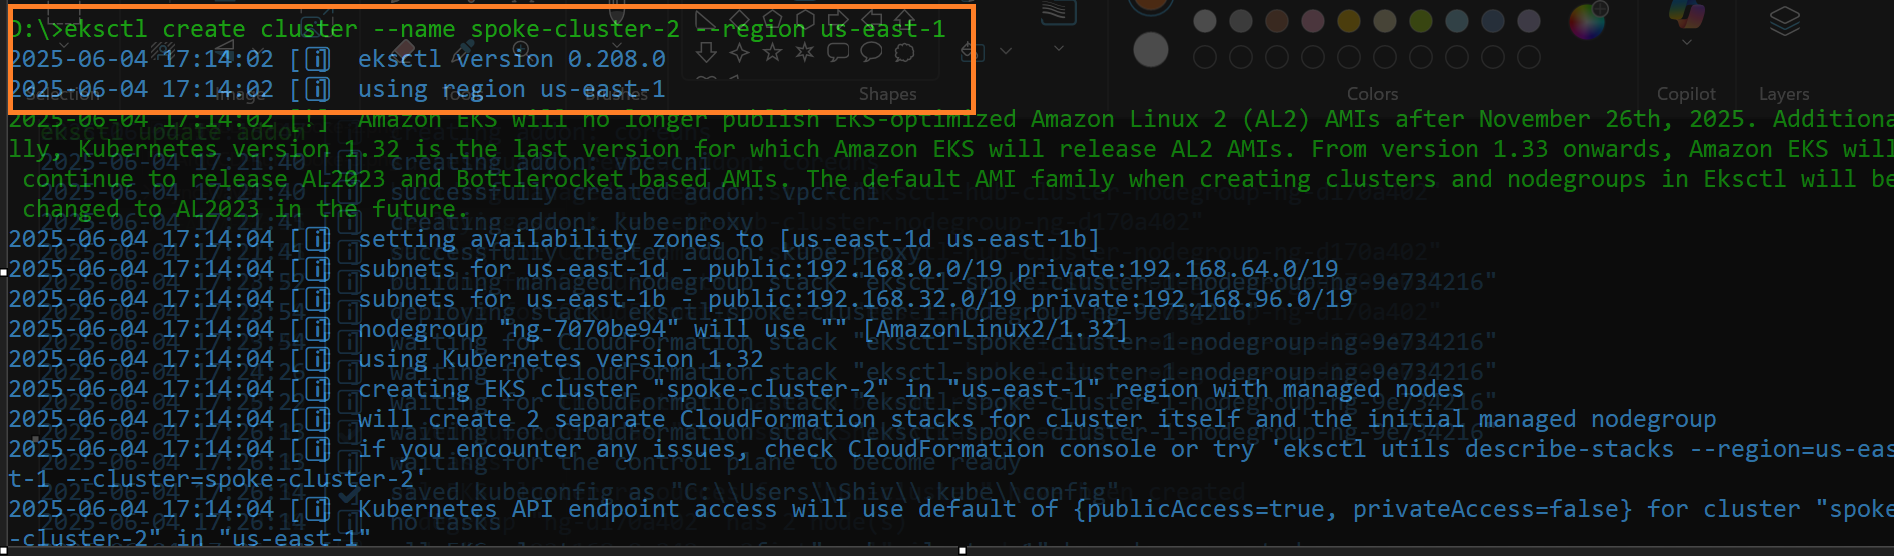 D:\>eksctl create cluster --name spoke-cluster-2 --region us-east-1
2025-06-04 17:14:02 [ℹ]  eksctl version 0.208.0
2025-06-04 17:14:02 [ℹ]  using region us-east-1
Selection Image Tools Brushes Shapes Colors Copilot Layers
2025-06-04 17:14:02 [!]  Amazon EKS will no longer publish EKS-optimized Amazon Linux 2 (AL2) AMIs after November 26th, 2025. Additiona
lly, Kubernetes version 1.32 is the last version for which Amazon EKS will release AL2 AMIs. From version 1.33 onwards, Amazon EKS will
 continue to release AL2023 and Bottlerocket based AMIs. The default AMI family when creating clusters and nodegroups in Eksctl will be
 changed to AL2023 in the future.
2025-06-04 17:14:04 [ℹ]  setting availability zones to [us-east-1d us-east-1b]
2025-06-04 17:14:04 [ℹ]  subnets for us-east-1d - public:192.168.0.0/19 private:192.168.64.0/19
2025-06-04 17:14:04 [ℹ]  subnets for us-east-1b - public:192.168.32.0/19 private:192.168.96.0/19
2025-06-04 17:14:04 [ℹ]  nodegroup "ng-7070be94" will use "" [AmazonLinux2/1.32]
2025-06-04 17:14:04 [ℹ]  using Kubernetes version 1.32
2025-06-04 17:14:04 [ℹ]  creating EKS cluster "spoke-cluster-2" in "us-east-1" region with managed nodes
2025-06-04 17:14:04 [ℹ]  will create 2 separate CloudFormation stacks for cluster itself and the initial managed nodegroup
2025-06-04 17:14:04 [ℹ]  if you encounter any issues, check CloudFormation console or try 'eksctl utils describe-stacks --region=us-eas
t-1 --cluster=spoke-cluster-2'
2025-06-04 17:14:04 [ℹ]  Kubernetes API endpoint access will use default of {publicAccess=true, privateAccess=false} for cluster "spoke
-cluster-2" in "us-east-1"